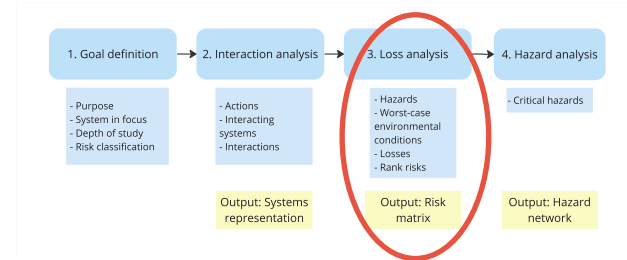 1. Goal definition
2. Interaction analysis
3. Loss analysis
4. Hazard analysis
- Purpose
- System in focus
- Depth of study
- Risk classification
- Actions
- Interacting
systems
- Interactions
- Hazards
- Worst-case
environmental
conditions
- Losses
- Rank risks
- Critical hazards
Output: Systems
representation
Output: Risk
matrix
Output: Hazard
network